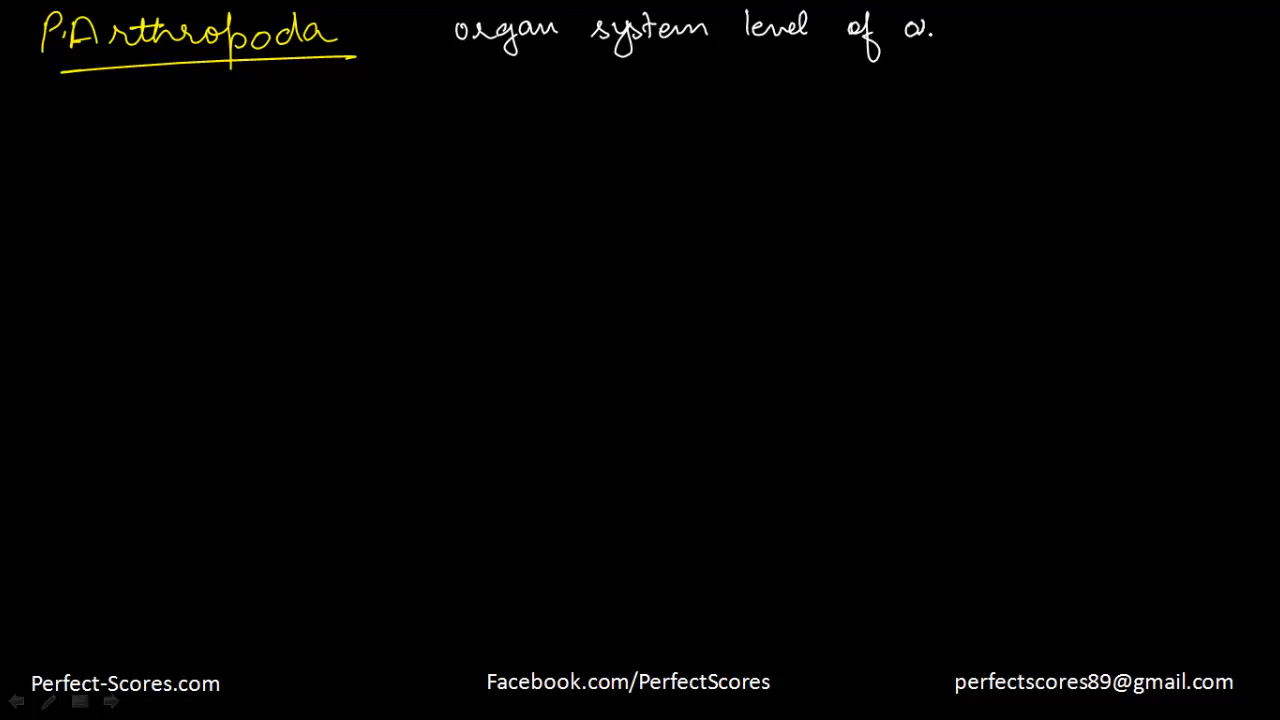 P. Arthropoda organ system level of o.
Perfect-Scores.com Facebook.com/PerfectScores perfectscores89@gmail.com